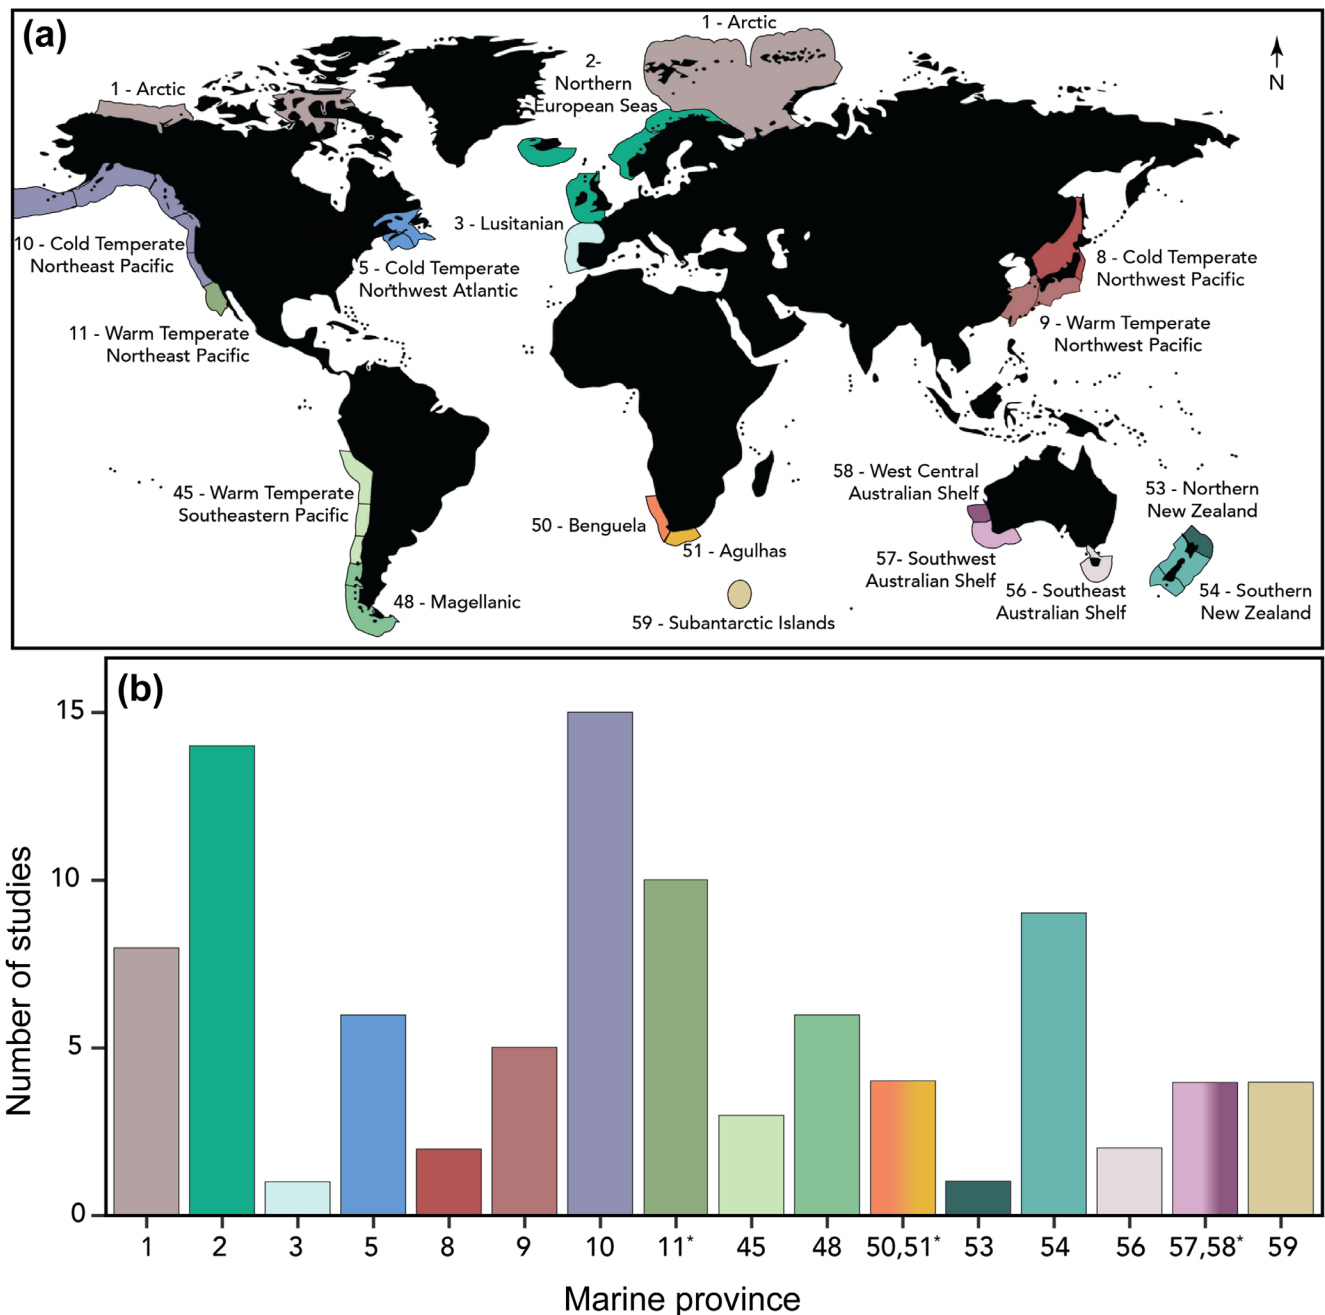 (a)
1 - Arctic
N
2-
Northern
European Seas
1 - Arctic
3 - Lusitanian
10 - Cold Temperate
Northeast Pacific
5 - Cold Temperate
Northwest Atlantic
8 - Cold Temperate
Northwest Pacific
11 - Warm Temperate
Northeast Pacific
9 - Warm Temperate
Northwest Pacific
45 - Warm Temperate
Southeastern Pacific
58 - West Central
Australian Shelf
53 - Northern
New Zealand
50 - Benguela
51 - Agulhas
57- Southwest
Australian Shelf
56 - Southeast
Australian Shelf
54 - Southern
New Zealand
48 - Magellanic
59 - Subantarctic Islands
(b)
Number of studies
15
10
5
0
1 2 3 5 8 9 10 11* 45 48 50,51* 53 54 56 57,58* 59
Marine province